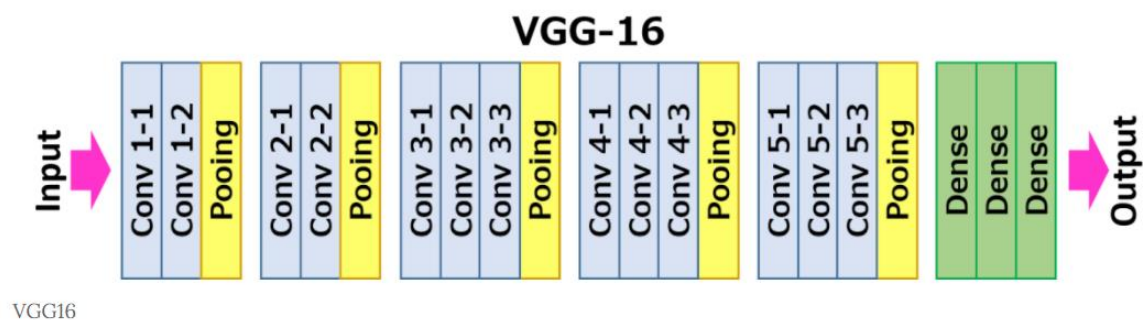 VGG-16
Input
Conv 1-1
Conv 1-2
Pooing
Conv 2-1
Conv 2-2
Pooing
Conv 3-1
Conv 3-2
Conv 3-3
Pooing
Conv 4-1
Conv 4-2
Conv 4-3
Pooing
Conv 5-1
Conv 5-2
Conv 5-3
Pooing
Dense
Dense
Dense
Output
VGG16